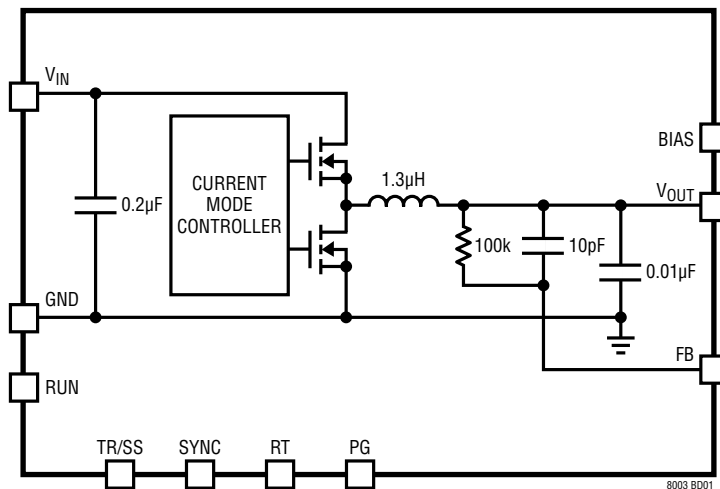 VIN
BIAS
1.3µH
CURRENT
MODE
CONTROLLER
VOUT
0.2µF
100k
10pF
0.01µF
GND
FB
RUN
TR/SS
SYNC
RT
PG
8003 BD01